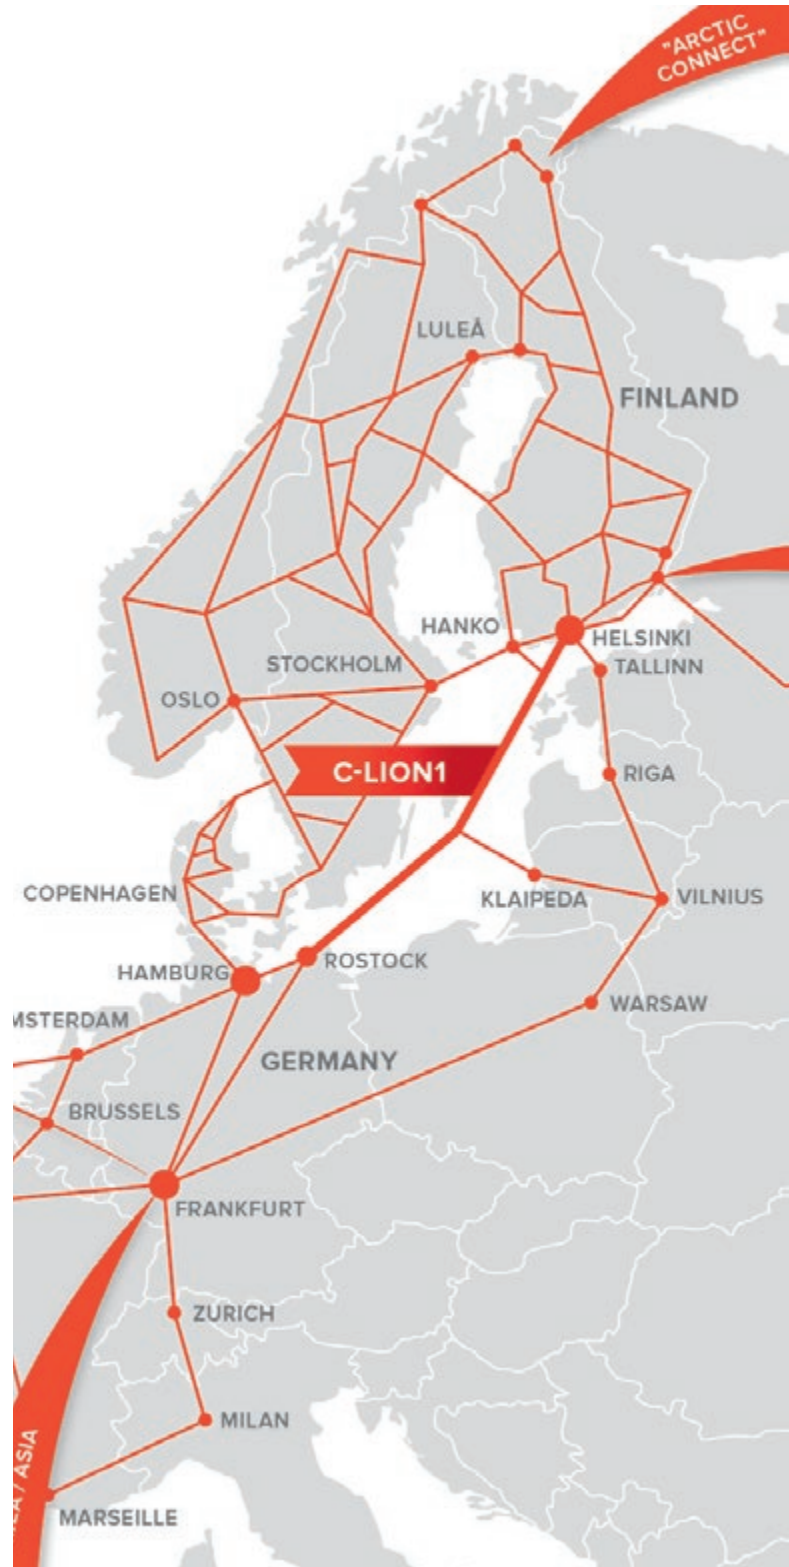 "ARCTIC
CONNECT"
LULEÅ
FINLAND
HANKO
HELSINKI
STOCKHOLM
TALLINN
OSLO
C-LION1
RIGA
COPENHAGEN
KLAIPEDA
VILNIUS
HAMBURG
ROSTOCK
WARSAW
MSTERDAM
GERMANY
BRUSSELS
FRANKFURT
ZURICH
MILAN
/ ASIA
MARSEILLE